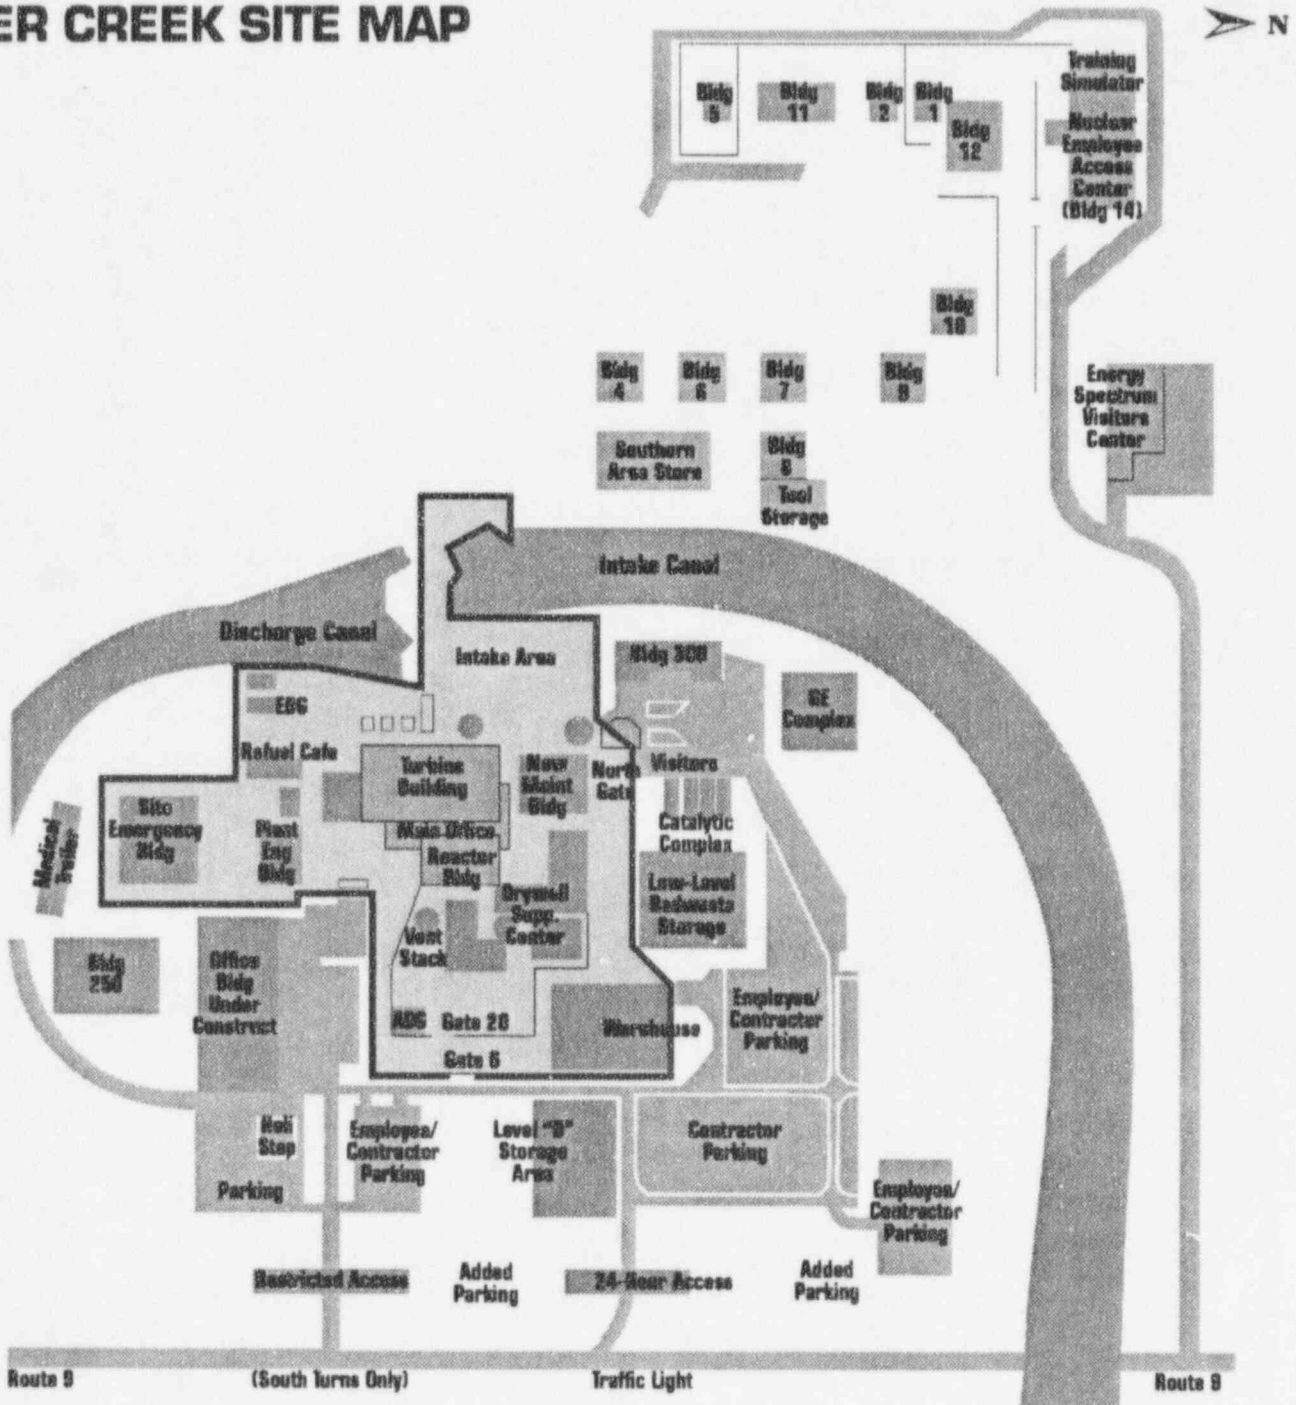 ER CREEK SITE MAP
N
Training
Simulator
Bldg
5
Bldg
11
Bldg
2
Bldg
1
Bldg
12
Nuclear
Employee
Access
Center
(Bldg 14)
Bldg
10
Bldg
4
Bldg
6
Bldg
7
Bldg
9
Energy
Spectrum
Visitors
Center
Southern
Area Store
Bldg
Tool
Storage
Intake Canal
Discharge Canal
Intake Area
Bldg 300
GE
Complex
Refuel Cafe
Turbine
Building
New
Maint
Bldg
North
Gate
Visitors
Site
Emergency
Bldg
Medical
Trailer
Plant
Eng
Bldg
Main Office
Reactor
Bldg
Catalytic
Complex
Low-Level
Radwaste
Storage
Drywell
Supp.
Center
Vent
Stack
Bldg
250
Office
Bldg
Under
Construct
Gate 20
Gate 6
Warehouse
Employee/
Contractor
Parking
Heli
Stop
Parking
Employee/
Contractor
Parking
Level "D"
Storage
Area
Contractor
Parking
Employee/
Contractor
Parking
Restricted Access
Added
Parking
24-Hour Access
Added
Parking
Route 9
(South Turns Only)
Traffic Light
Route 9